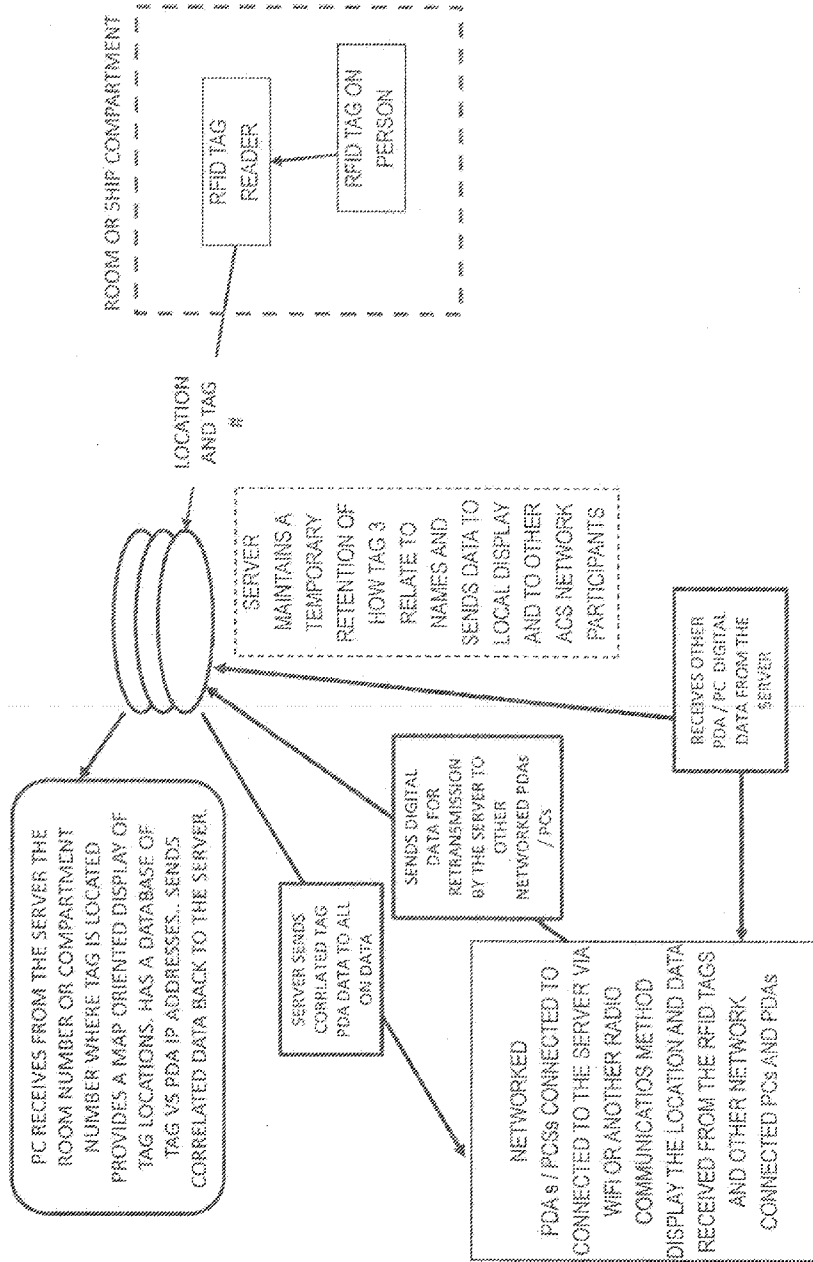 PC RECEIVES FROM THE SERVER THE
ROOM NUMBER OR COMPARTMENT
NUMBER WHERE TAG IS LOCATED
PROVIDES A MAP ORIENTED DISPLAY OF
TAG LOCATIONS. HAS A DATABASE OF
TAG VS PDA IP ADDRESSES.. SENDS
CORRELATED DATA BACK TO THE SERVER.
LOCATION
AND TAG
#
ROOM OR SHIP COMPARTMENT
RFID TAG
READER
RFID TAG ON
PERSON
SERVER
MAINTAINS A
TEMPORARY
RETENTION OF
HOW TAG 3
RELATE TO
NAMES AND
SENDS DATA TO
LOCAL DISPLAY
AND TO OTHER
ACS NETWORK
PARTICIPANTS
SERVER SENDS
CORRLATED TAG
PDA DATA TO ALL
ON DATA
SENDS DIGITAL
DATA FOR
RETRANSMISSION
BY THE SERVER TO
OTHER
NETWORKED PDAs
/ PCs
RECEIVES OTHER
PDA / PC DIGITAL
DATA FROM THE
SERVER
NETWORKED
PDA s / PCSs CONNECTED TO
CONNECTED TO THE SERVER VIA
WIFI OR ANOTHER RADIO
COMMUNICATIOS METHOD
DISPLAY THE LOCATION AND DATA
RECEIVED FROM THE RFID TAGS
AND OTHER NETWORK
CONNECTED PCs AND PDAs